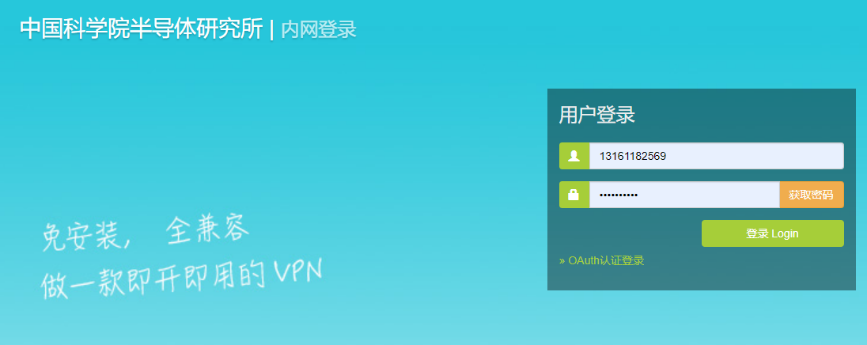 中国科学院半导体研究所 | 内网登录
用户登录
13161182569
•••••••••• 获取密码
登录 Login
» OAuth认证登录
免安装， 全兼容
做一款即开即用的 VPN